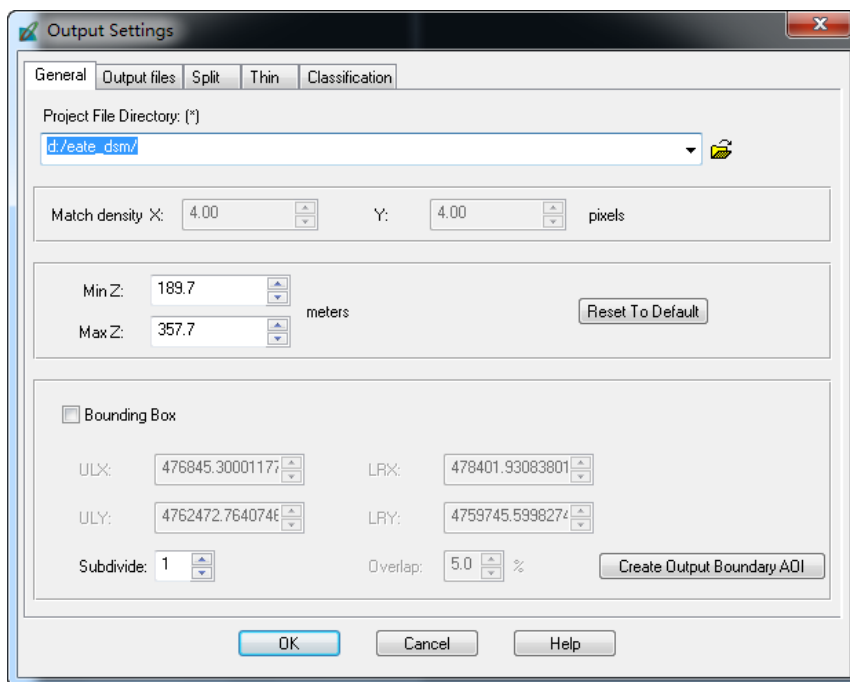 Output Settings
General Output files Split Thin Classification
Project File Directory: (*)
d:/eate_dsm/
Match density X: 4.00 Y: 4.00 pixels
Min Z: 189.7
meters Reset To Default
Max Z: 357.7
Bounding Box
ULX: 476845.30001177 LRX: 478401.93083801
ULY: 4762472.7640746 LRY: 4759745.5998274
Subdivide: 1 Overlap: 5.0 % Create Output Boundary AOI
OK Cancel Help